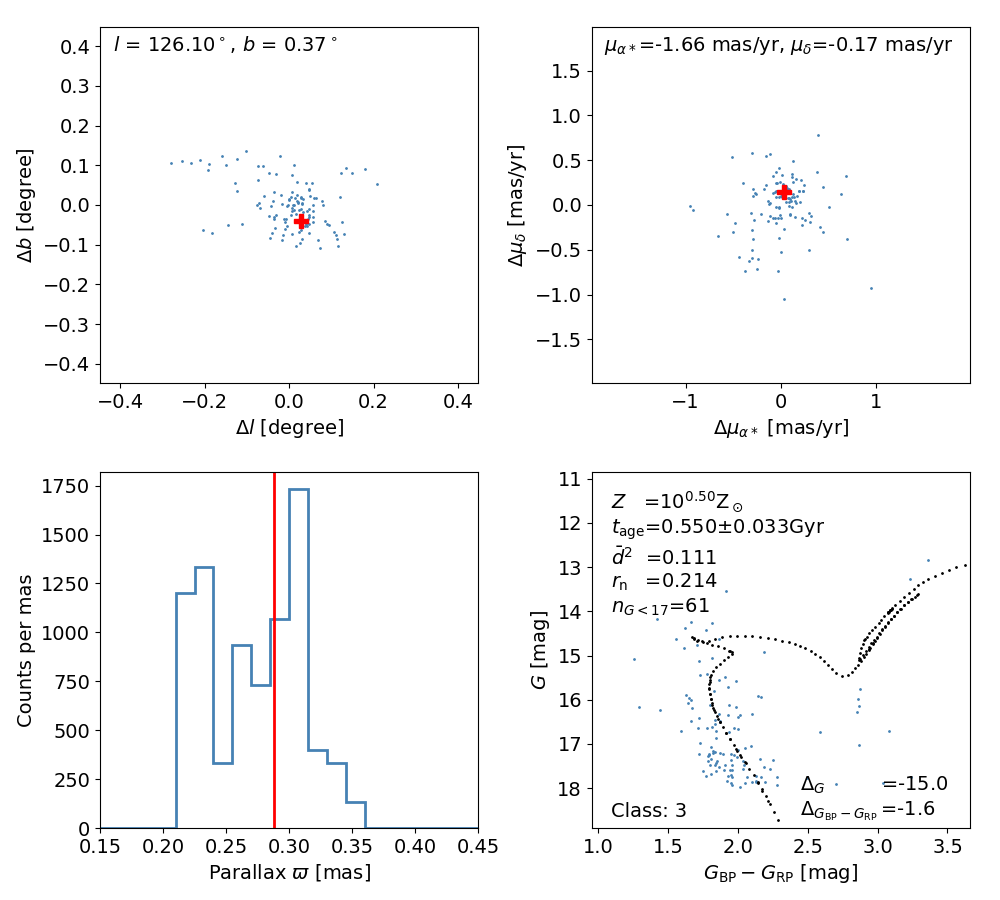 l = 126.10°, b = 0.37°
0.4
0.3
0.2
0.1
0.0
−0.1
−0.2
−0.3
−0.4
Δb [degree]
−0.4 −0.2 0.0 0.2 0.4
Δl [degree]
μα*=-1.66 mas/yr, μδ=-0.17 mas/yr
1.5
1.0
0.5
0.0
−0.5
−1.0
−1.5
Δμδ [mas/yr]
−1 0 1
Δμα* [mas/yr]
1750
1500
1250
1000
750
500
250
0
Counts per mas
0.15 0.20 0.25 0.30 0.35 0.40 0.45
Parallax ϖ [mas]
11
12
13
14
15
16
17
18
G [mag]
Z =10^0.50 Z⊙
t_age=0.550±0.033Gyr
d̄² =0.111
r_n =0.214
n_G<17=61
Δ_G =-15.0
Δ_GBP−GRP =-1.6
Class: 3
1.0 1.5 2.0 2.5 3.0 3.5
G_BP − G_RP [mag]